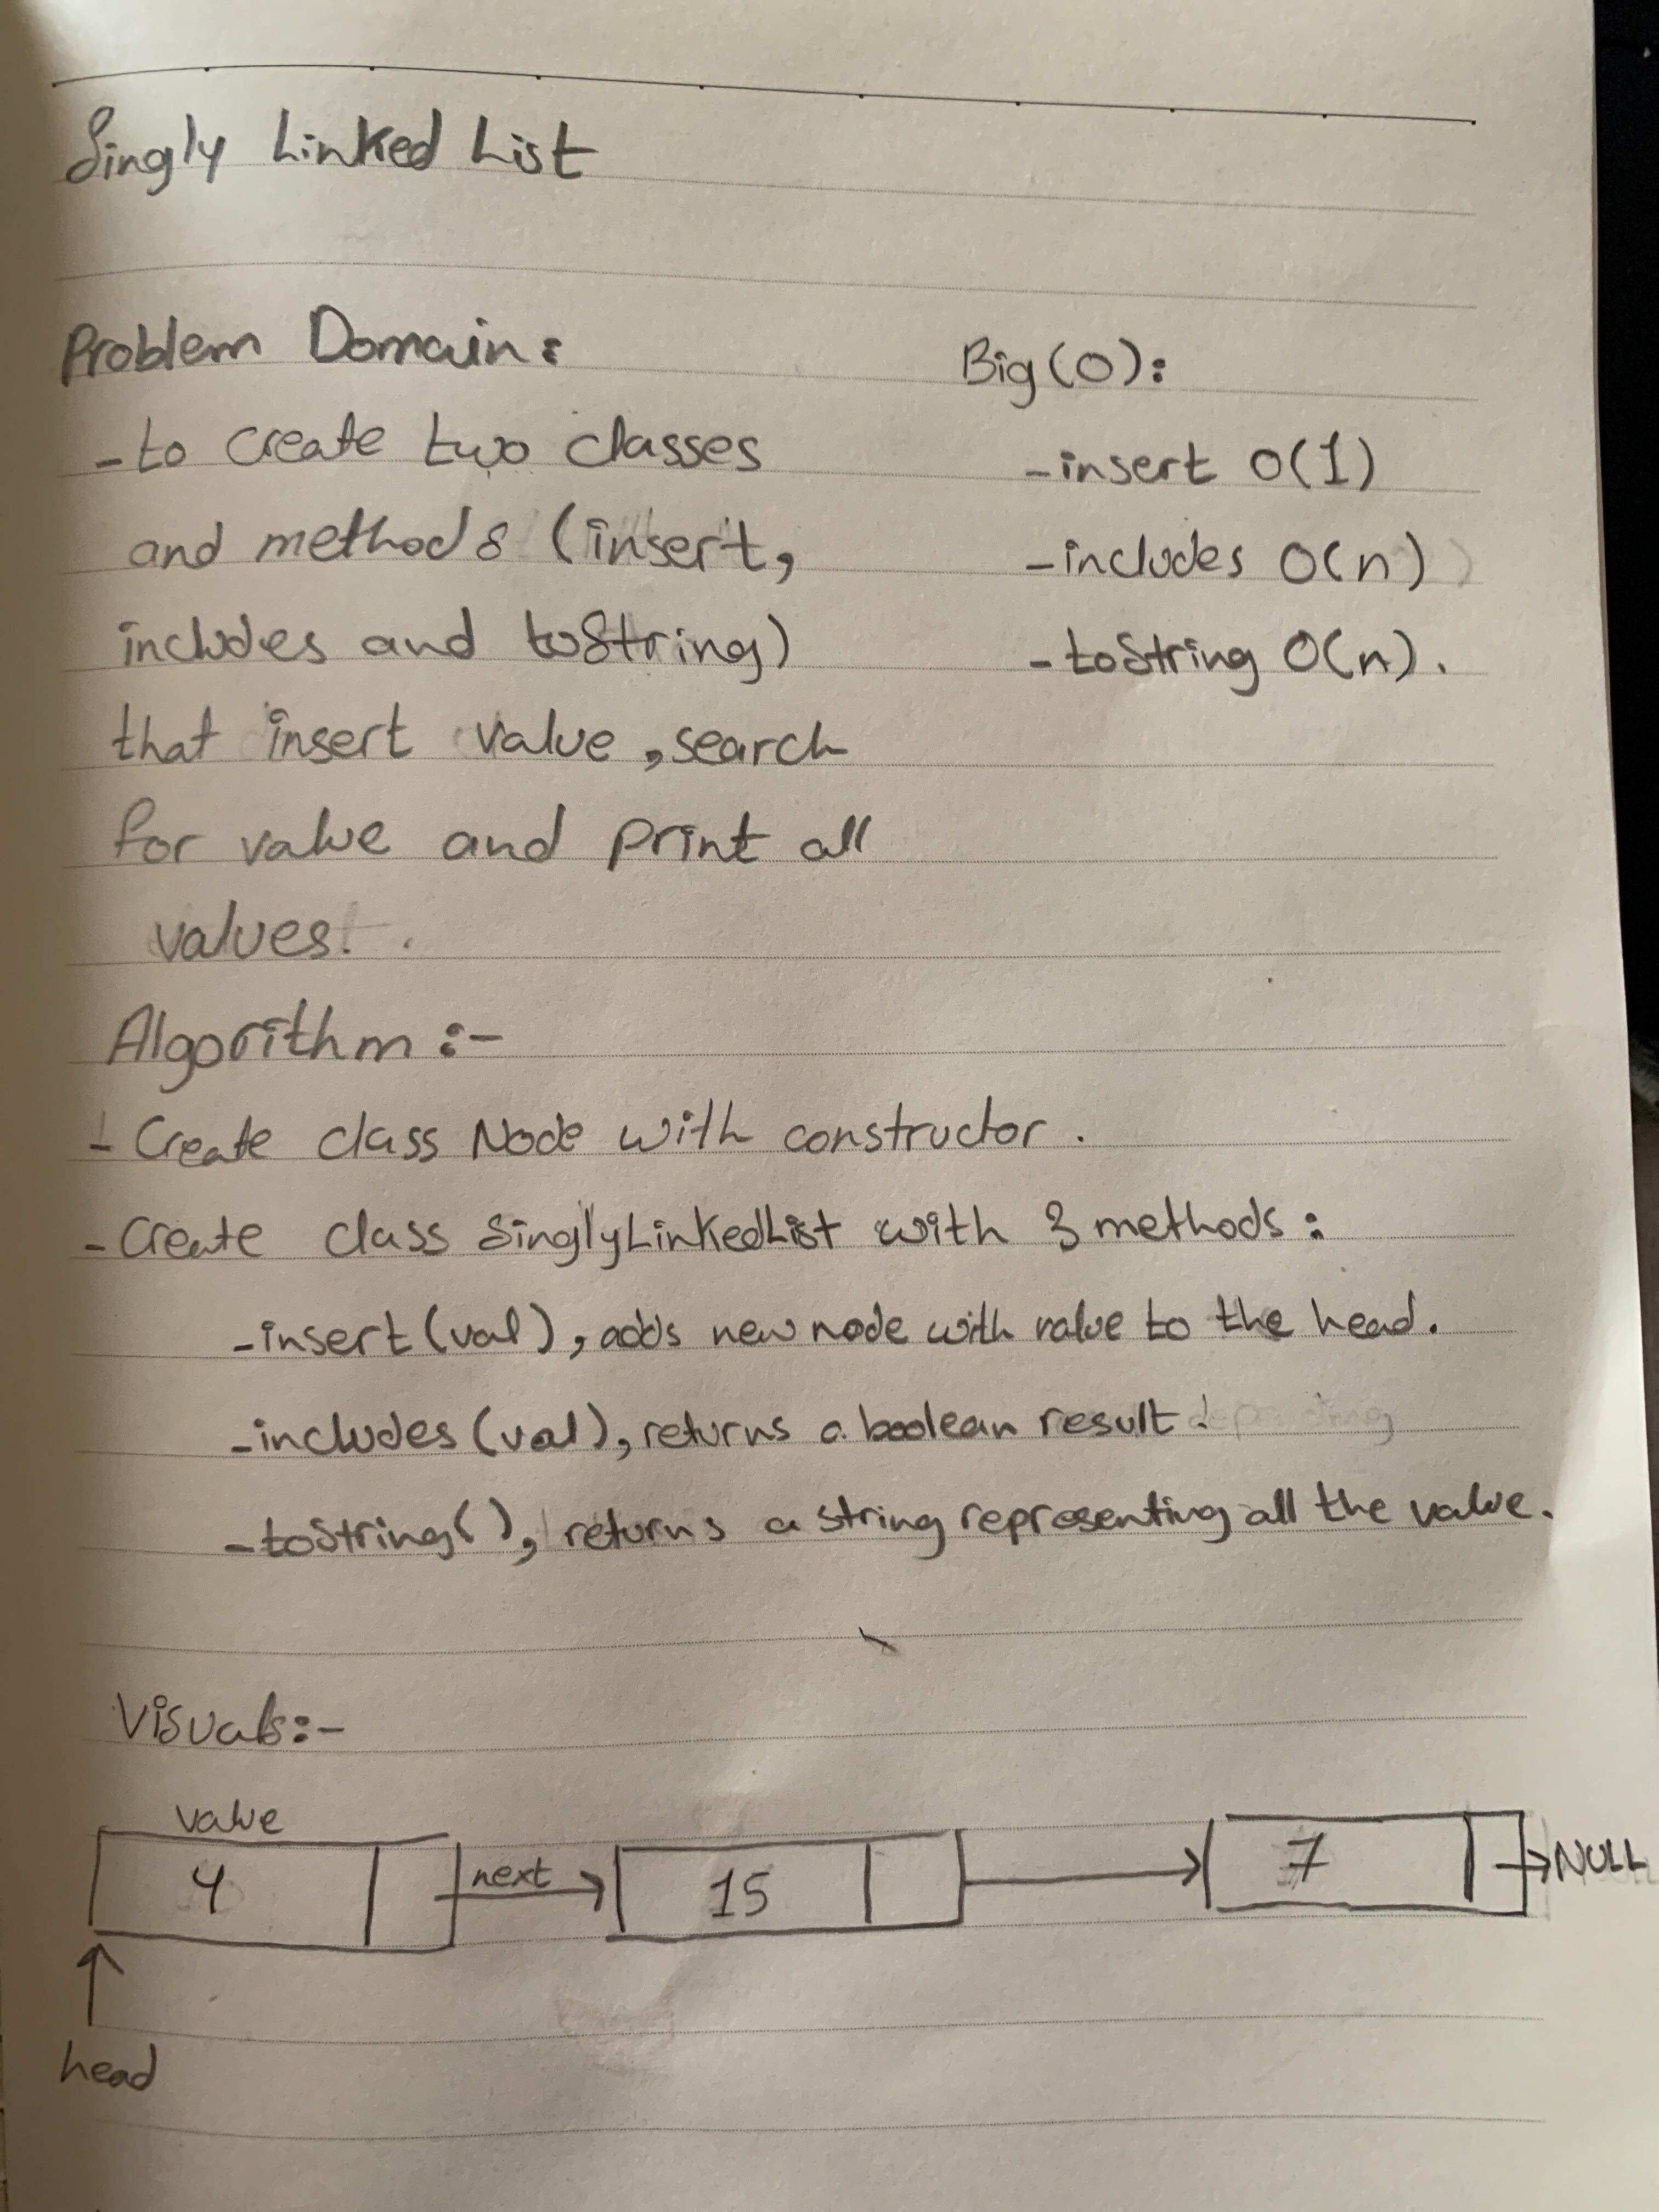 Singly Linked List
Problem Domain:
- to create two classes
and methods (insert,
includes and toString)
that insert value, search
for value and print all
values.
Big(O):
- insert O(1)
- includes O(n)
- toString O(n).
Algorithm :-
- Create class Node with constructor.
- Create class SinglyLinkedList with 3 methods:
- insert(val), adds new node with value to the head.
- includes(val), returns a boolean result.
- toString(), returns a string representing all the value.
Visuals:-
value
4 next 15 7 NULL
head